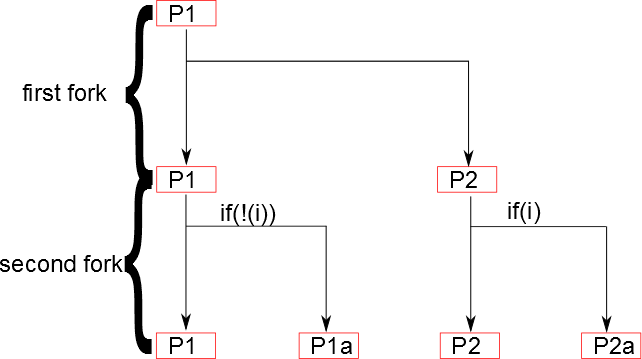 P1
first fork
P1
P2
if(!(i))
if(i)
second fork
P1
P1a
P2
P2a